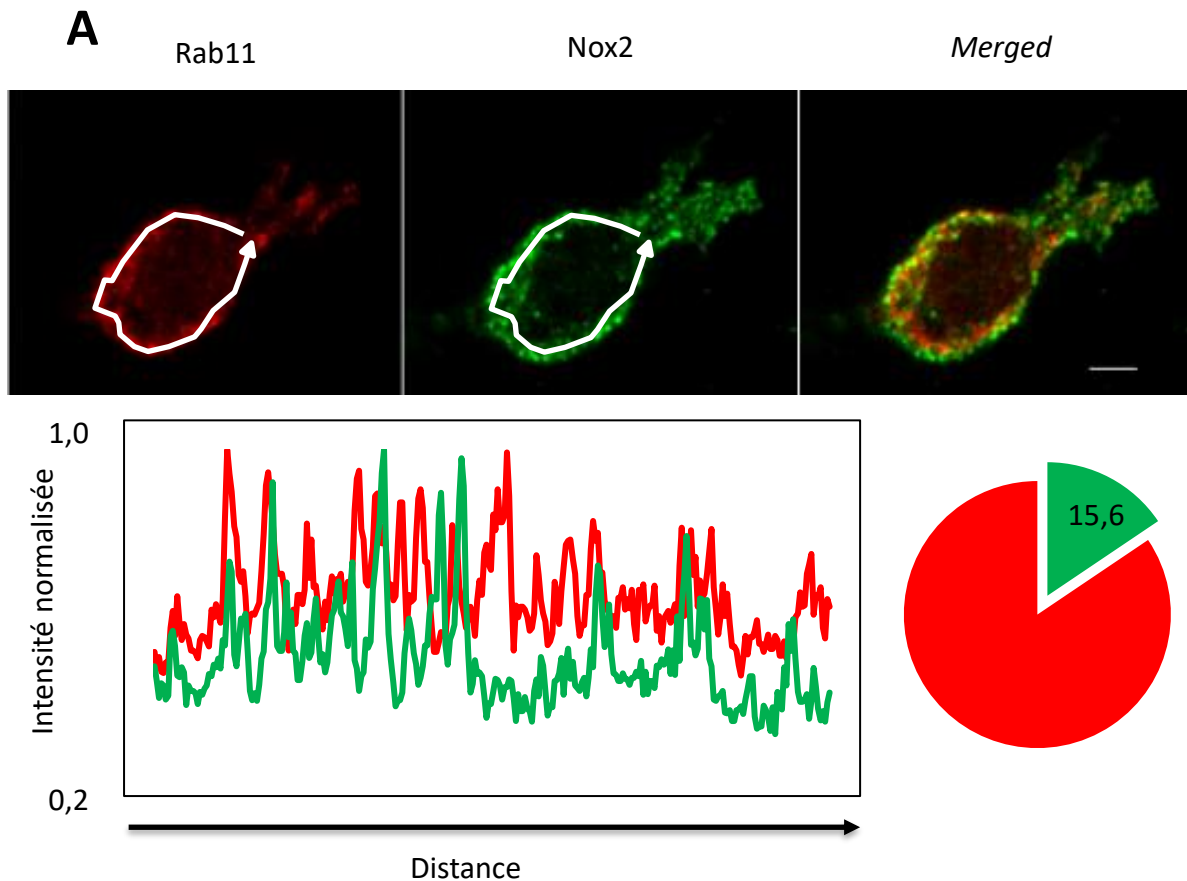 A
Rab11
Nox2
Merged
1,0
Intensité normalisée
0,2
Distance
15,6